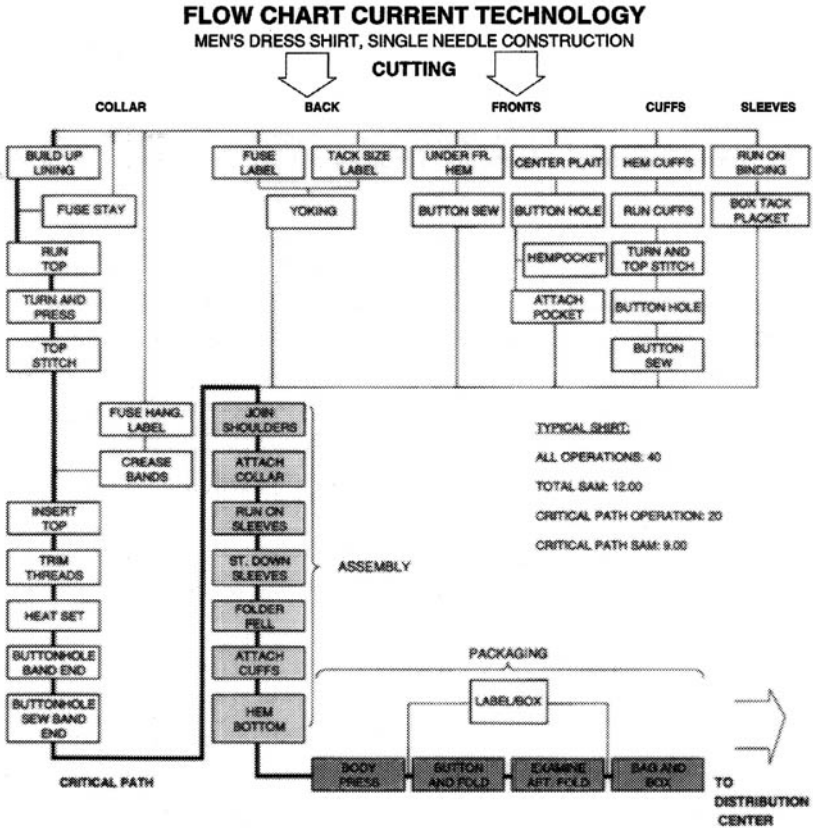 FLOW CHART CURRENT TECHNOLOGY
MEN'S DRESS SHIRT, SINGLE NEEDLE CONSTRUCTION
CUTTING
COLLAR
BACK
FRONTS
CUFFS
SLEEVES
BUILD UP
LINING
FUSE STAY
RUN
TOP
TURN AND
PRESS
TOP
STITCH
FUSE HANG.
LABEL
CREASE
BANDS
INSERT
TOP
TRIM
THREADS
HEAT SET
BUTTONHOLE
BAND END
BUTTONHOLE
SEW BAND
END
CRITICAL PATH
FUSE
LABEL
TACK SIZE
LABEL
YOKING
UNDER FR.
HEM
BUTTON SEW
CENTER PLAIT
BUTTON HOLE
HEMPOCKET
ATTACH
POCKET
HEM CUFFS
RUN CUFFS
TURN AND
TOP STITCH
BUTTON HOLE
BUTTON
SEW
RUN ON
BINDING
BOX TACK
PLACKET
JOIN
SHOULDERS
ATTACH
COLLAR
RUN ON
SLEEVES
ST. DOWN
SLEEVES
FOLDER
FELL
ATTACH
CUFFS
HEM
BOTTOM
ASSEMBLY
TYPICAL SHIRT:
ALL OPERATIONS: 40
TOTAL SAM: 12.00
CRITICAL PATH OPERATION: 20
CRITICAL PATH SAM: 9.00
PACKAGING
LABEL/BOX
BODY
PRESS
BUTTON
AND FOLD
EXAMINE
AFT. FOLD
BAG AND
BOX
TO
DISTRIBUTION
CENTER